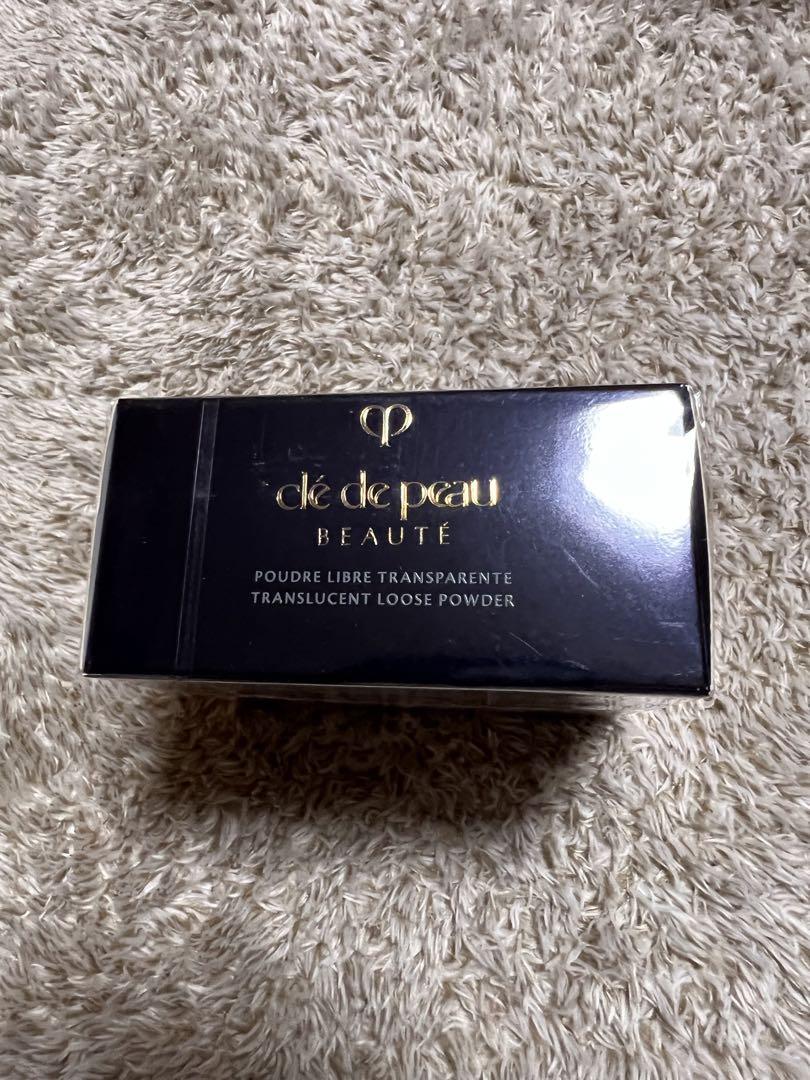 clé de peau
BEAUTÉ
POUDRE LIBRE TRANSPARENTE
TRANSLUCENT LOOSE POWDER